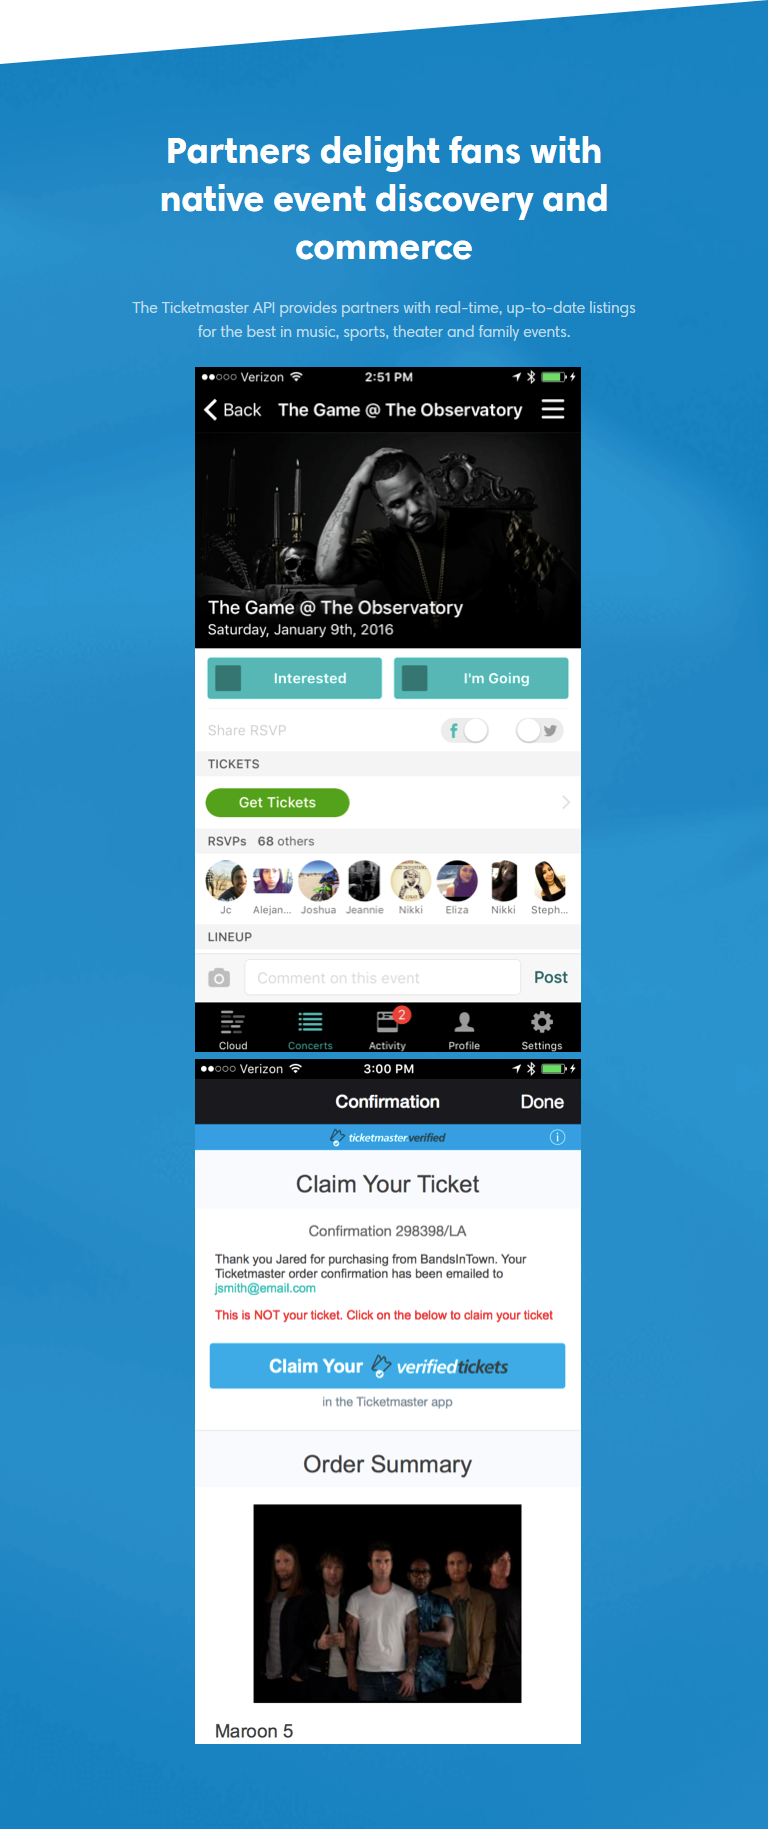 Partners delight fans with
native event discovery and
commerce
The Ticketmaster API provides partners with real-time, up-to-date listings
for the best in music, sports, theater and family events.
Verizon 2:51 PM
Back The Game @ The Observatory
The Game @ The Observatory
Saturday, January 9th, 2016
Interested I'm Going
Share RSVP
TICKETS
Get Tickets
RSVPs 68 others
Jc Alejan... Joshua Jeannie Nikki Eliza Nikki Steph...
LINEUP
Comment on this event Post
2
Cloud Concerts Activity Profile Settings
Verizon 3:00 PM
Confirmation Done
ticketmaster verified
Claim Your Ticket
Confirmation 298398/LA
Thank you Jared for purchasing from BandsInTown. Your
Ticketmaster order confirmation has been emailed to
jsmith@email.com
This is NOT your ticket. Click on the below to claim your ticket
Claim Your verifiedtickets
in the Ticketmaster app
Order Summary
Maroon 5